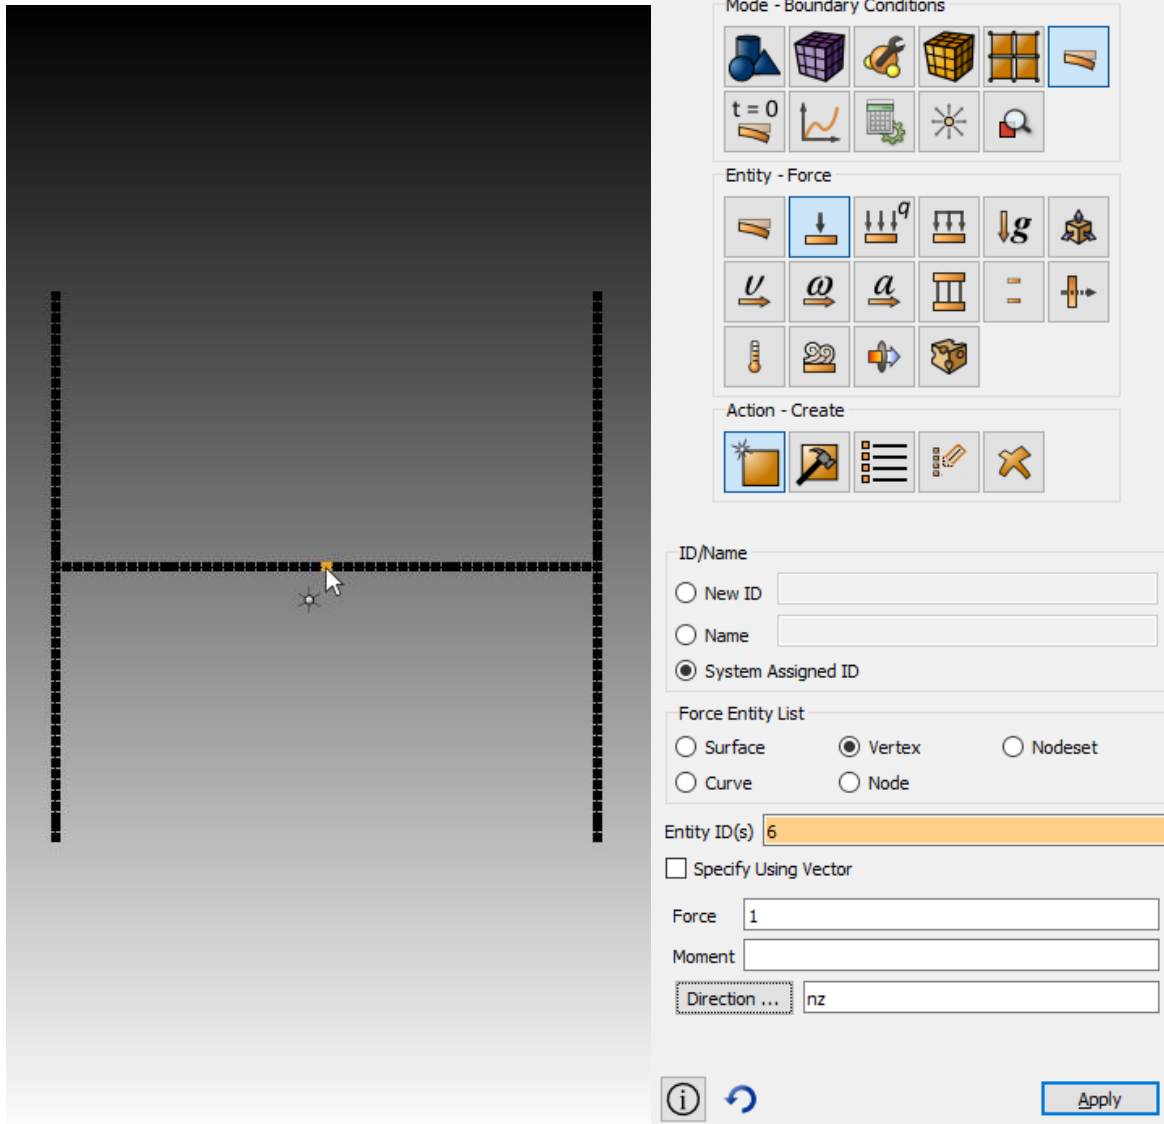 Mode - Boundary Conditions
t = 0
Entity - Force
q
g
v ω a
Action - Create
ID/Name
New ID
Name
System Assigned ID
Force Entity List
Surface Vertex Nodeset
Curve Node
Entity ID(s) 6
Specify Using Vector
Force 1
Moment
Direction ... nz
i
Apply